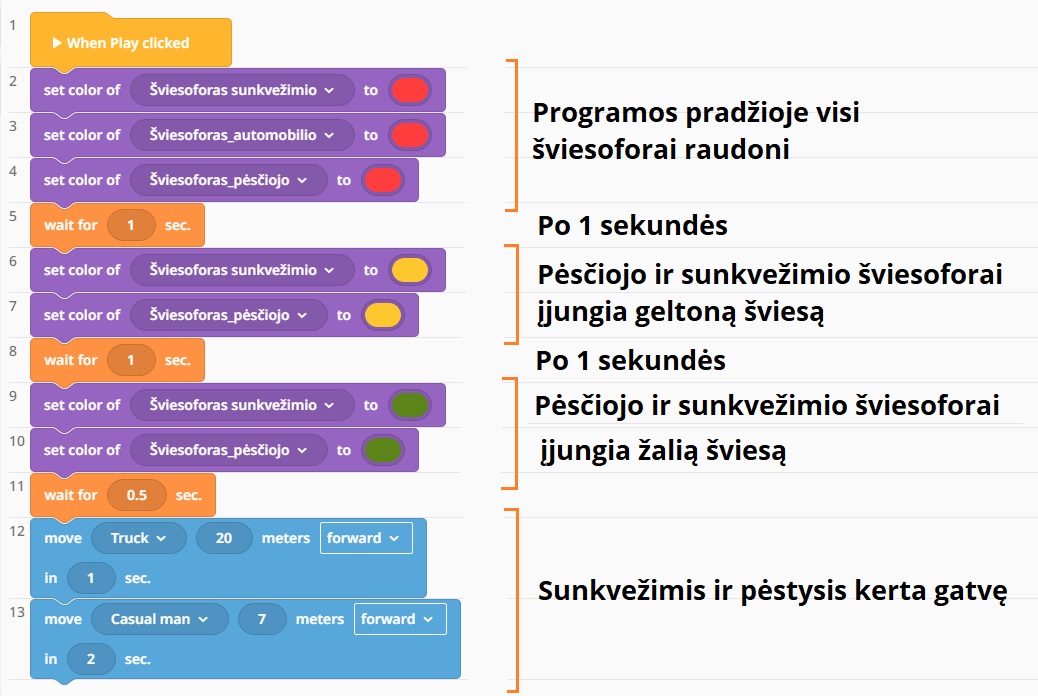 1
When Play clicked
2
set color of Šviesoforas sunkvežimio to
3
set color of Šviesoforas_automobilio to
4
set color of Šviesoforas_pėsčiojo to
Programos pradžioje visi
šviesoforai raudoni
5
wait for 1 sec.
Po 1 sekundės
6
set color of Šviesoforas sunkvežimio to
7
set color of Šviesoforas_pėsčiojo to
Pėsčiojo ir sunkvežimio šviesoforai
įjungia geltoną šviesą
8
wait for 1 sec.
Po 1 sekundės
9
set color of Šviesoforas sunkvežimio to
10
set color of Šviesoforas_pėsčiojo to
Pėsčiojo ir sunkvežimio šviesoforai
įjungia žalią šviesą
11
wait for 0.5 sec.
12
move Truck 20 meters forward
in 1 sec.
13
move Casual man 7 meters forward
in 2 sec.
Sunkvežimis ir pėstysis kerta gatvę